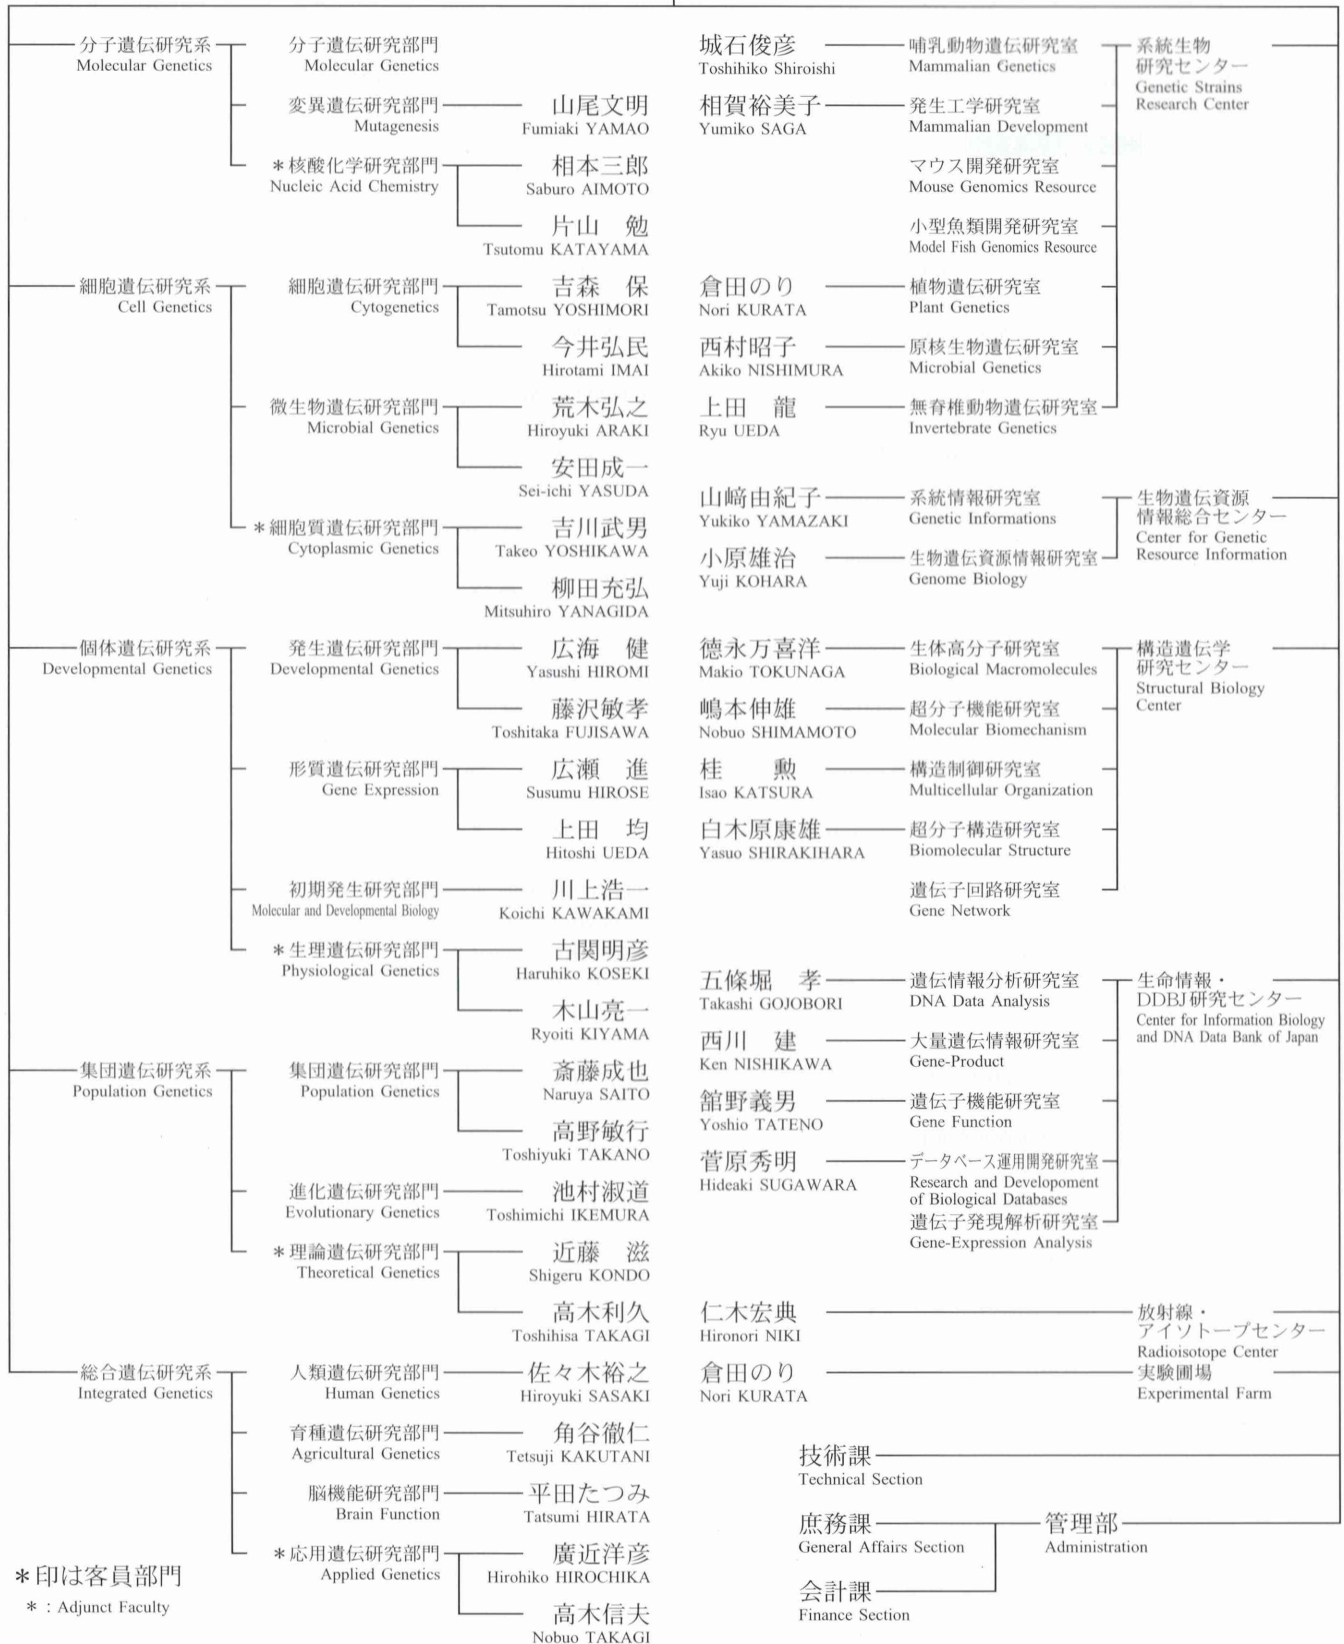 分子遺伝研究系
Molecular Genetics
分子遺伝研究部門
Molecular Genetics
変異遺伝研究部門
Mutagenesis
山尾文明
Fumiaki YAMAO
*核酸化学研究部門
Nucleic Acid Chemistry
相本三郎
Saburo AIMOTO
片山 勉
Tsutomu KATAYAMA
細胞遺伝研究系
Cell Genetics
細胞遺伝研究部門
Cytogenetics
吉森 保
Tamotsu YOSHIMORI
今井弘民
Hirotami IMAI
微生物遺伝研究部門
Microbial Genetics
荒木弘之
Hiroyuki ARAKI
安田成一
Sei-ichi YASUDA
*細胞質遺伝研究部門
Cytoplasmic Genetics
吉川武男
Takeo YOSHIKAWA
柳田充弘
Mitsuhiro YANAGIDA
個体遺伝研究系
Developmental Genetics
発生遺伝研究部門
Developmental Genetics
広海 健
Yasushi HIROMI
藤沢敏孝
Toshitaka FUJISAWA
形質遺伝研究部門
Gene Expression
広瀬 進
Susumu HIROSE
上田 均
Hitoshi UEDA
初期発生研究部門
Molecular and Developmental Biology
川上浩一
Koichi KAWAKAMI
*生理遺伝研究部門
Physiological Genetics
古関明彦
Haruhiko KOSEKI
木山亮一
Ryoiti KIYAMA
集団遺伝研究系
Population Genetics
集団遺伝研究部門
Population Genetics
斎藤成也
Naruya SAITO
高野敏行
Toshiyuki TAKANO
進化遺伝研究部門
Evolutionary Genetics
池村淑道
Toshimichi IKEMURA
*理論遺伝研究部門
Theoretical Genetics
近藤 滋
Shigeru KONDO
高木利久
Toshihisa TAKAGI
総合遺伝研究系
Integrated Genetics
人類遺伝研究部門
Human Genetics
佐々木裕之
Hiroyuki SASAKI
育種遺伝研究部門
Agricultural Genetics
角谷徹仁
Tetsuji KAKUTANI
脳機能研究部門
Brain Function
平田たつみ
Tatsumi HIRATA
*応用遺伝研究部門
Applied Genetics
廣近洋彦
Hirohiko HIROCHIKA
高木信夫
Nobuo TAKAGI
*印は客員部門
* : Adjunct Faculty
城石俊彦
Toshihiko Shiroishi
哺乳動物遺伝研究室
Mammalian Genetics
系統生物
研究センター
Genetic Strains
Research Center
相賀裕美子
Yumiko SAGA
発生工学研究室
Mammalian Development
マウス開発研究室
Mouse Genomics Resource
小型魚類開発研究室
Model Fish Genomics Resource
倉田のり
Nori KURATA
植物遺伝研究室
Plant Genetics
西村昭子
Akiko NISHIMURA
原核生物遺伝研究室
Microbial Genetics
上田 龍
Ryu UEDA
無脊椎動物遺伝研究室
Invertebrate Genetics
山﨑由紀子
Yukiko YAMAZAKI
系統情報研究室
Genetic Informations
生物遺伝資源
情報総合センター
Center for Genetic
Resource Information
小原雄治
Yuji KOHARA
生物遺伝資源情報研究室
Genome Biology
徳永万喜洋
Makio TOKUNAGA
生体高分子研究室
Biological Macromolecules
構造遺伝学
研究センター
Structural Biology
Center
嶋本伸雄
Nobuo SHIMAMOTO
超分子機能研究室
Molecular Biomechanism
桂 勲
Isao KATSURA
構造制御研究室
Multicellular Organization
白木原康雄
Yasuo SHIRAKIHARA
超分子構造研究室
Biomolecular Structure
遺伝子回路研究室
Gene Network
五條堀 孝
Takashi GOJOBORI
遺伝情報分析研究室
DNA Data Analysis
生命情報・
DDBJ研究センター
Center for Information Biology
and DNA Data Bank of Japan
西川 建
Ken NISHIKAWA
大量遺伝情報研究室
Gene-Product
舘野義男
Yoshio TATENO
遺伝子機能研究室
Gene Function
菅原秀明
Hideaki SUGAWARA
データベース運用開発研究室
Research and Developoment
of Biological Databases
遺伝子発現解析研究室
Gene-Expression Analysis
仁木宏典
Hironori NIKI
放射線・
アイソトープセンター
Radioisotope Center
倉田のり
Nori KURATA
実験圃場
Experimental Farm
技術課
Technical Section
庶務課
General Affairs Section
管理部
Administration
会計課
Finance Section